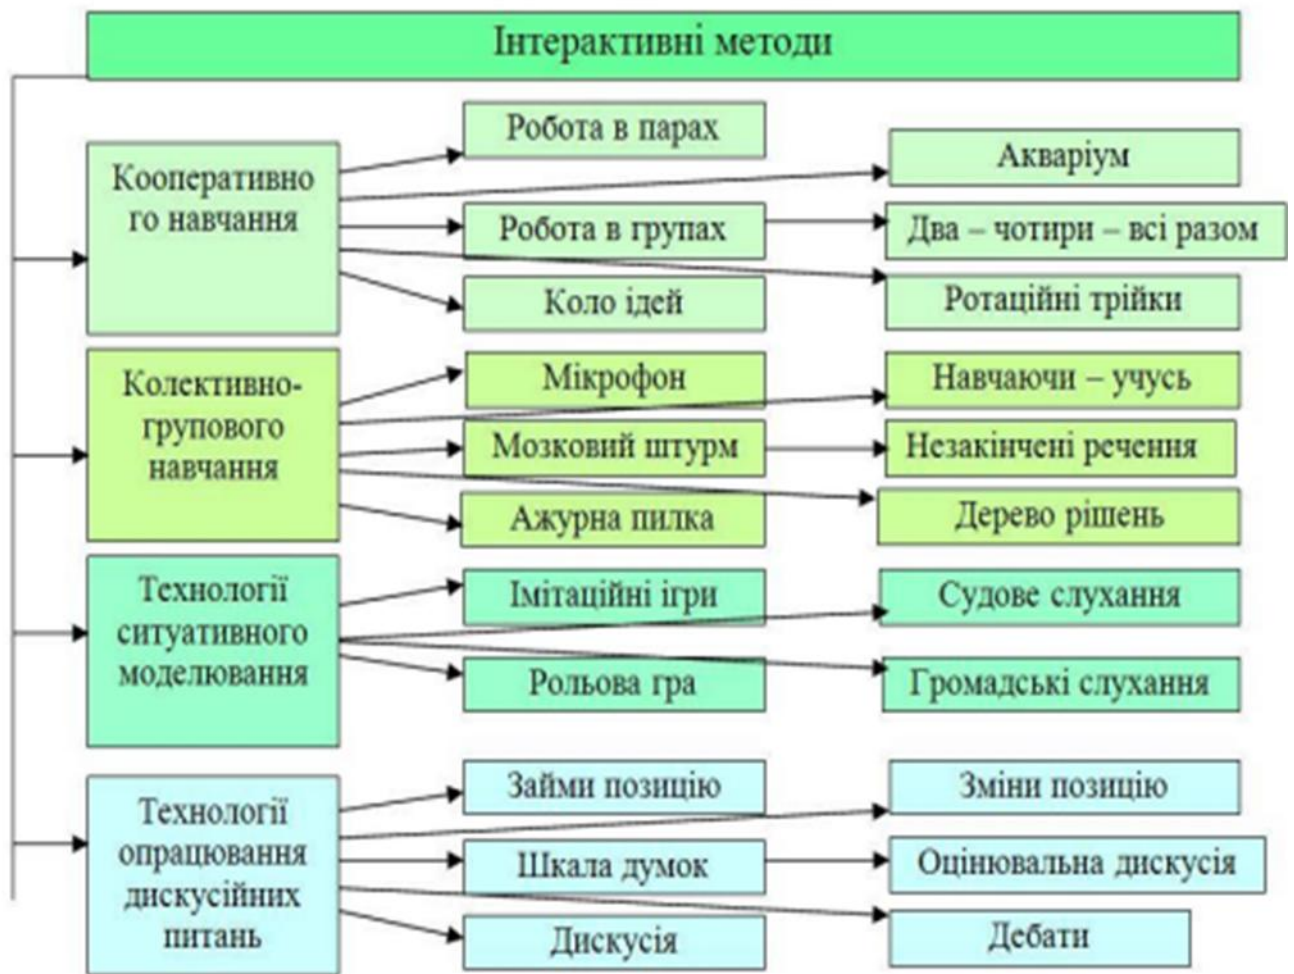 Інтерактивні методи
Кооперативно
го навчання
Робота в парах
Акваріум
Робота в групах
Два – чотири – всі разом
Коло ідей
Ротаційні трійки
Колективно-
групового
навчання
Мікрофон
Навчаючи – учусь
Мозковий штурм
Незакінчені речення
Ажурна пилка
Дерево рішень
Технології
ситуативного
моделювання
Імітаційні ігри
Судове слухання
Рольова гра
Громадські слухання
Технології
опрацювання
дискусійних
питань
Займи позицію
Зміни позицію
Шкала думок
Оцінювальна дискусія
Дискусія
Дебати